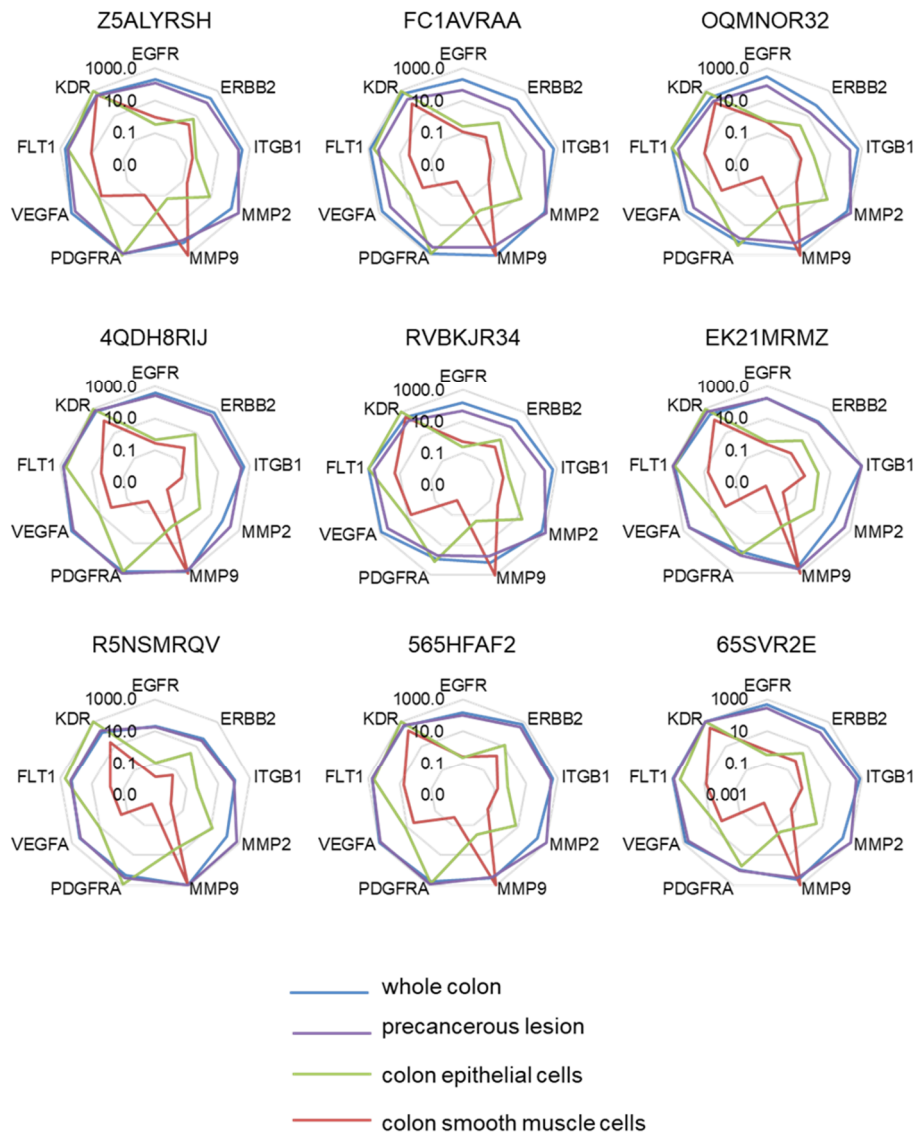 Z5ALYRSH FC1AVRAA OQMNOR32
EGFR EGFR EGFR
1000.0 1000.0 1000.0
KDR ERBB2 KDR ERBB2 KDR ERBB2
10.0 10.0 10.0
0.1 0.1 0.1
FLT1 ITGB1 FLT1 ITGB1 FLT1 ITGB1
0.0 0.0 0.0
VEGFA MMP2 VEGFA MMP2 VEGFA MMP2
PDGFRA MMP9 PDGFRA MMP9 PDGFRA MMP9
4QDH8RIJ RVBKJR34 EK21MRMZ
EGFR EGFR EGFR
1000.0 1000.0 1000.0
KDR ERBB2 KDR ERBB2 KDR ERBB2
10.0 10.0 10.0
0.1 0.1 0.1
FLT1 ITGB1 FLT1 ITGB1 FLT1 ITGB1
0.0 0.0 0.0
VEGFA MMP2 VEGFA MMP2 VEGFA MMP2
PDGFRA MMP9 PDGFRA MMP9 PDGFRA MMP9
R5NSMRQV 565HFAF2 65SVR2E
EGFR EGFR EGFR
1000.0 1000.0 1000
KDR ERBB2 KDR ERBB2 KDR ERBB2
10.0 10.0 10
0.1 0.1 0.1
FLT1 ITGB1 FLT1 ITGB1 FLT1 ITGB1
0.0 0.0 0.001
VEGFA MMP2 VEGFA MMP2 VEGFA MMP2
PDGFRA MMP9 PDGFRA MMP9 PDGFRA MMP9
whole colon
precancerous lesion
colon epithelial cells
colon smooth muscle cells